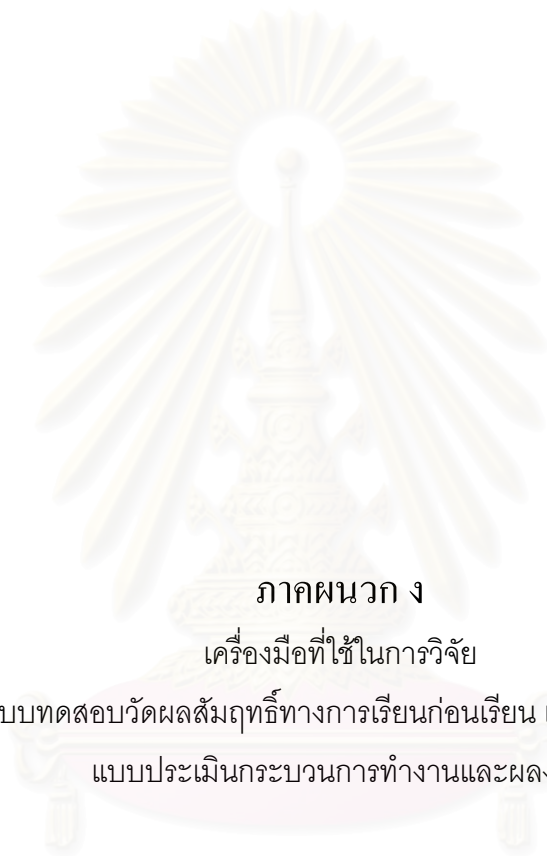 ภาคผนวก ง
เครื่องมือที่ใช้ในการวิจัย
บบทดสอบวัดผลสัมฤทธิ์ทางการเรียนก่อนเรียน
แบบประเมินกระบวนการทำงานและผลง